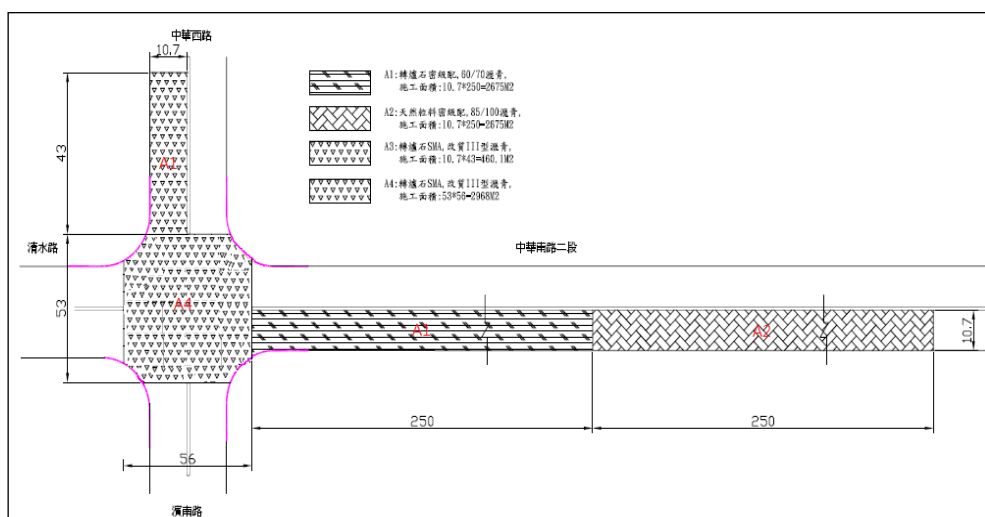 中華西路
10.7
A1:轉爐石密級配,60/70瀝青,
施工面積:10.7*250=2675M2
A2:天然粒料密級配,85/100瀝青,
施工面積:10.7*250=2675M2
A3:轉爐石SMA,改質III型瀝青,
施工面積:10.7*43=460.1M2
A4:轉爐石SMA,改質III型瀝青,
施工面積:53*56=2968M2
43
清水路
中華南路二段
53
A4
A1
A2
10.7
250
250
56
濱南路